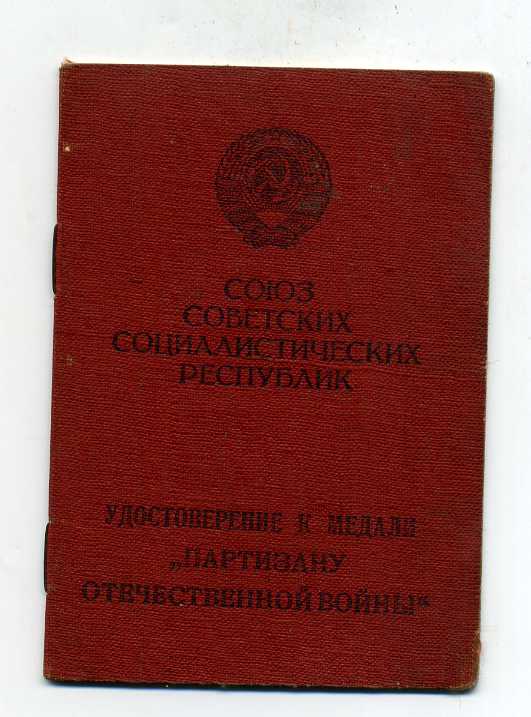 СОЮЗ
СОВЕТСКИХ
СОЦИАЛИСТИЧЕСКИХ
РЕСПУБЛИК
УДОСТОВЕРЕНИЕ К МЕДАЛИ
„ПАРТИЗАНУ
ОТЕЧЕСТВЕННОЙ ВОЙНЫ“